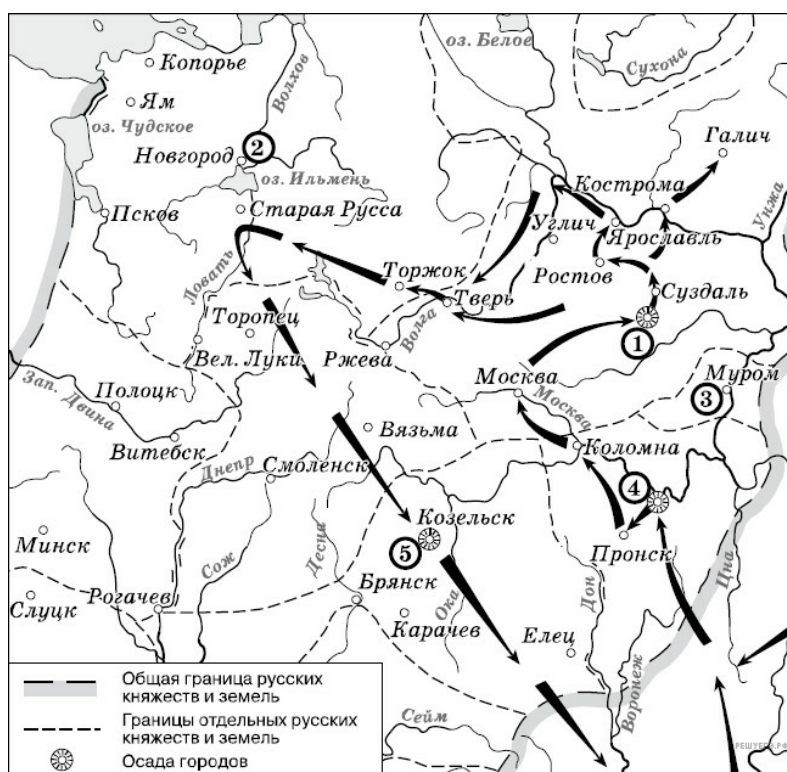 оз. Белое
Сухона
Копорье
Волхов
Ям
оз. Чудское
Галич
Новгород
2
оз. Ильмень
Кострома
Унжа
Псков
Старая Русса
Углич
Ярославль
Ловать
Торжок
Ростов
Тверь
Суздаль
Торопец
Волга
1
Вел. Луки
Ржева
Зап. Двина
Полоцк
Москва
Москва
Муром
3
Витебск
Вязьма
Коломна
Днепр
Смоленск
4
Козельск
Минск
Сож
Десна
5
Пронск
Цна
Брянск
Дон
Слуцк
Рогачев
Ока
Карачев
Елец
Воронеж
Сейм
Общая граница русских
княжеств и земель
Границы отдельных русских
княжеств и земель
Осада городов
РЕШУЕГЭ.РФ